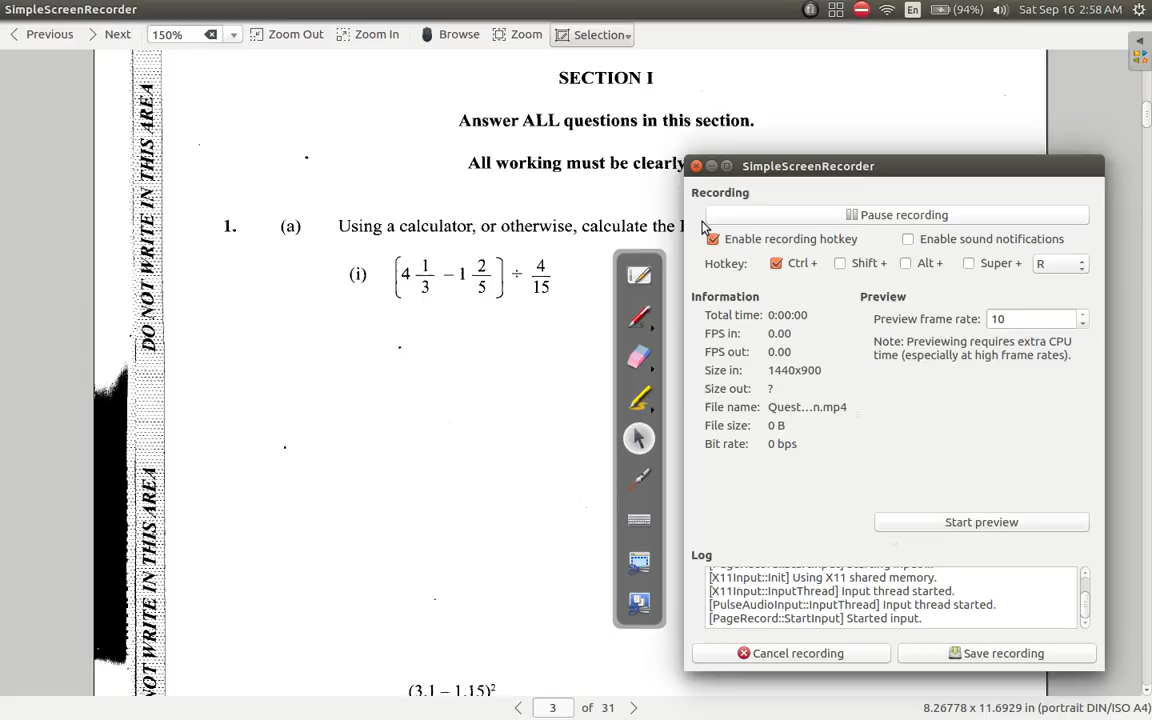 SimpleScreenRecorder
En
(94%)
Sat Sep 16 2:58 AM
Previous
Next
150%
Zoom Out
Zoom In
Browse
Zoom
Selection
SECTION I
Answer ALL questions in this section.
All working must be clearly
1. (a) Using a calculator, or otherwise, calculate the
(i) [4 1/3 − 1 2/5] ÷ 4/15
(3.1 – 1.15)²
DO NOT WRITE IN THIS AREA
NOT WRITE IN THIS AREA
SimpleScreenRecorder
Recording
Pause recording
Enable recording hotkey
Enable sound notifications
Hotkey: Ctrl + Shift + Alt + Super + R
Information
Total time: 0:00:00
FPS in: 0.00
FPS out: 0.00
Size in: 1440x900
Size out: ?
File name: Quest...n.mp4
File size: 0 B
Bit rate: 0 bps
Preview
Preview frame rate: 10
Note: Previewing requires extra CPU
time (especially at high frame rates).
Start preview
Log
[X11Input::Init] Using X11 shared memory.
[X11Input::InputThread] Input thread started.
[PulseAudioInput::InputThread] Input thread started.
[PageRecord::StartInput] Started input.
Cancel recording
Save recording
3 of 31
8.26778 x 11.6929 in (portrait DIN/ISO A4)